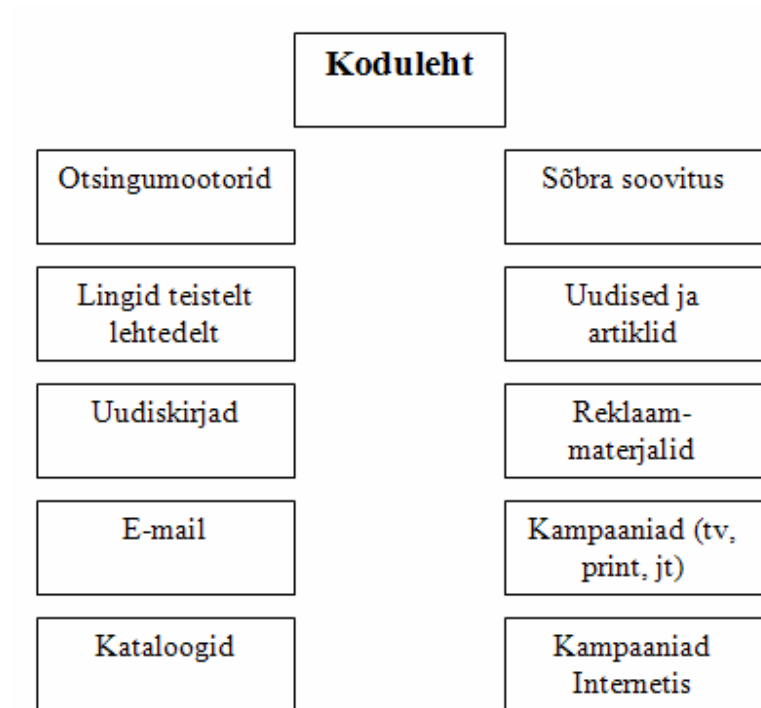 Koduleht
Otsingumootorid
Sõbra soovitus
Lingid teistelt
lehtedelt
Uudised ja
artiklid
Uudiskirjad
Reklaam-
materjalid
E-mail
Kampaaniad (tv,
print, jt)
Kataloogid
Kampaaniad
Internetis